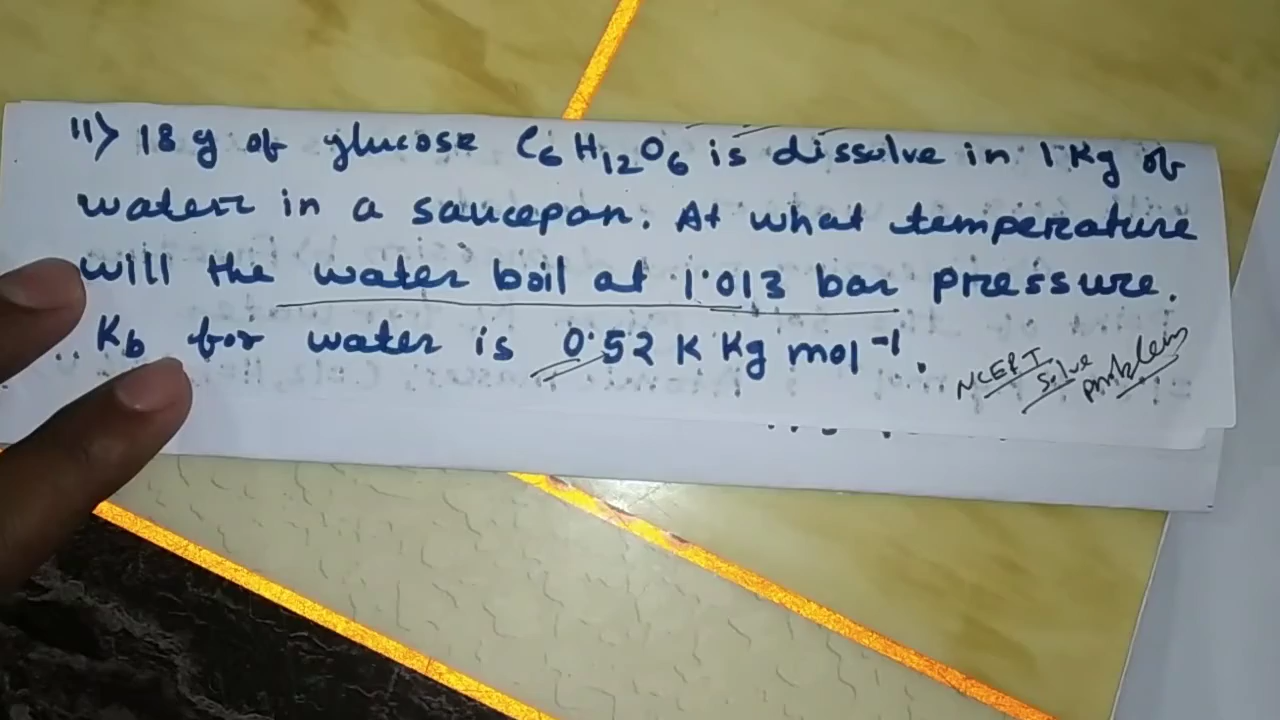 11) 18 g of glucose C₆H₁₂O₆ is dissolve in 1 Kg of
water in a saucepan. At what temperature
will the water boil at 1.013 bar pressure.
Kb for water is 0.52 K Kg mol⁻¹.
NCERT
Solve
problem